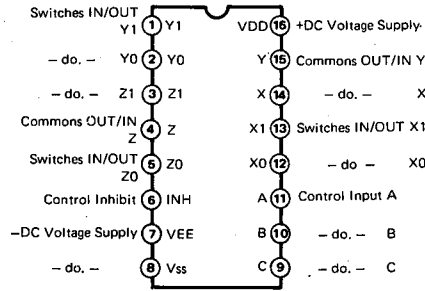 Switches IN/OUT
Y1 1 Y1 VDD 16 +DC Voltage Supply
– do. – Y0 2 Y0 Y 15 Commons OUT/IN Y
– do. – Z1 3 Z1 X 14 – do. – X
Commons OUT/IN
Z 4 Z X1 13 Switches IN/OUT X1
Switches IN/OUT
Z0 5 Z0 X0 12 – do – X0
Control Inhibit 6 INH A 11 Control Input A
–DC Voltage Supply 7 VEE B 10 – do. – B
– do. – 8 Vss C 9 – do. – C